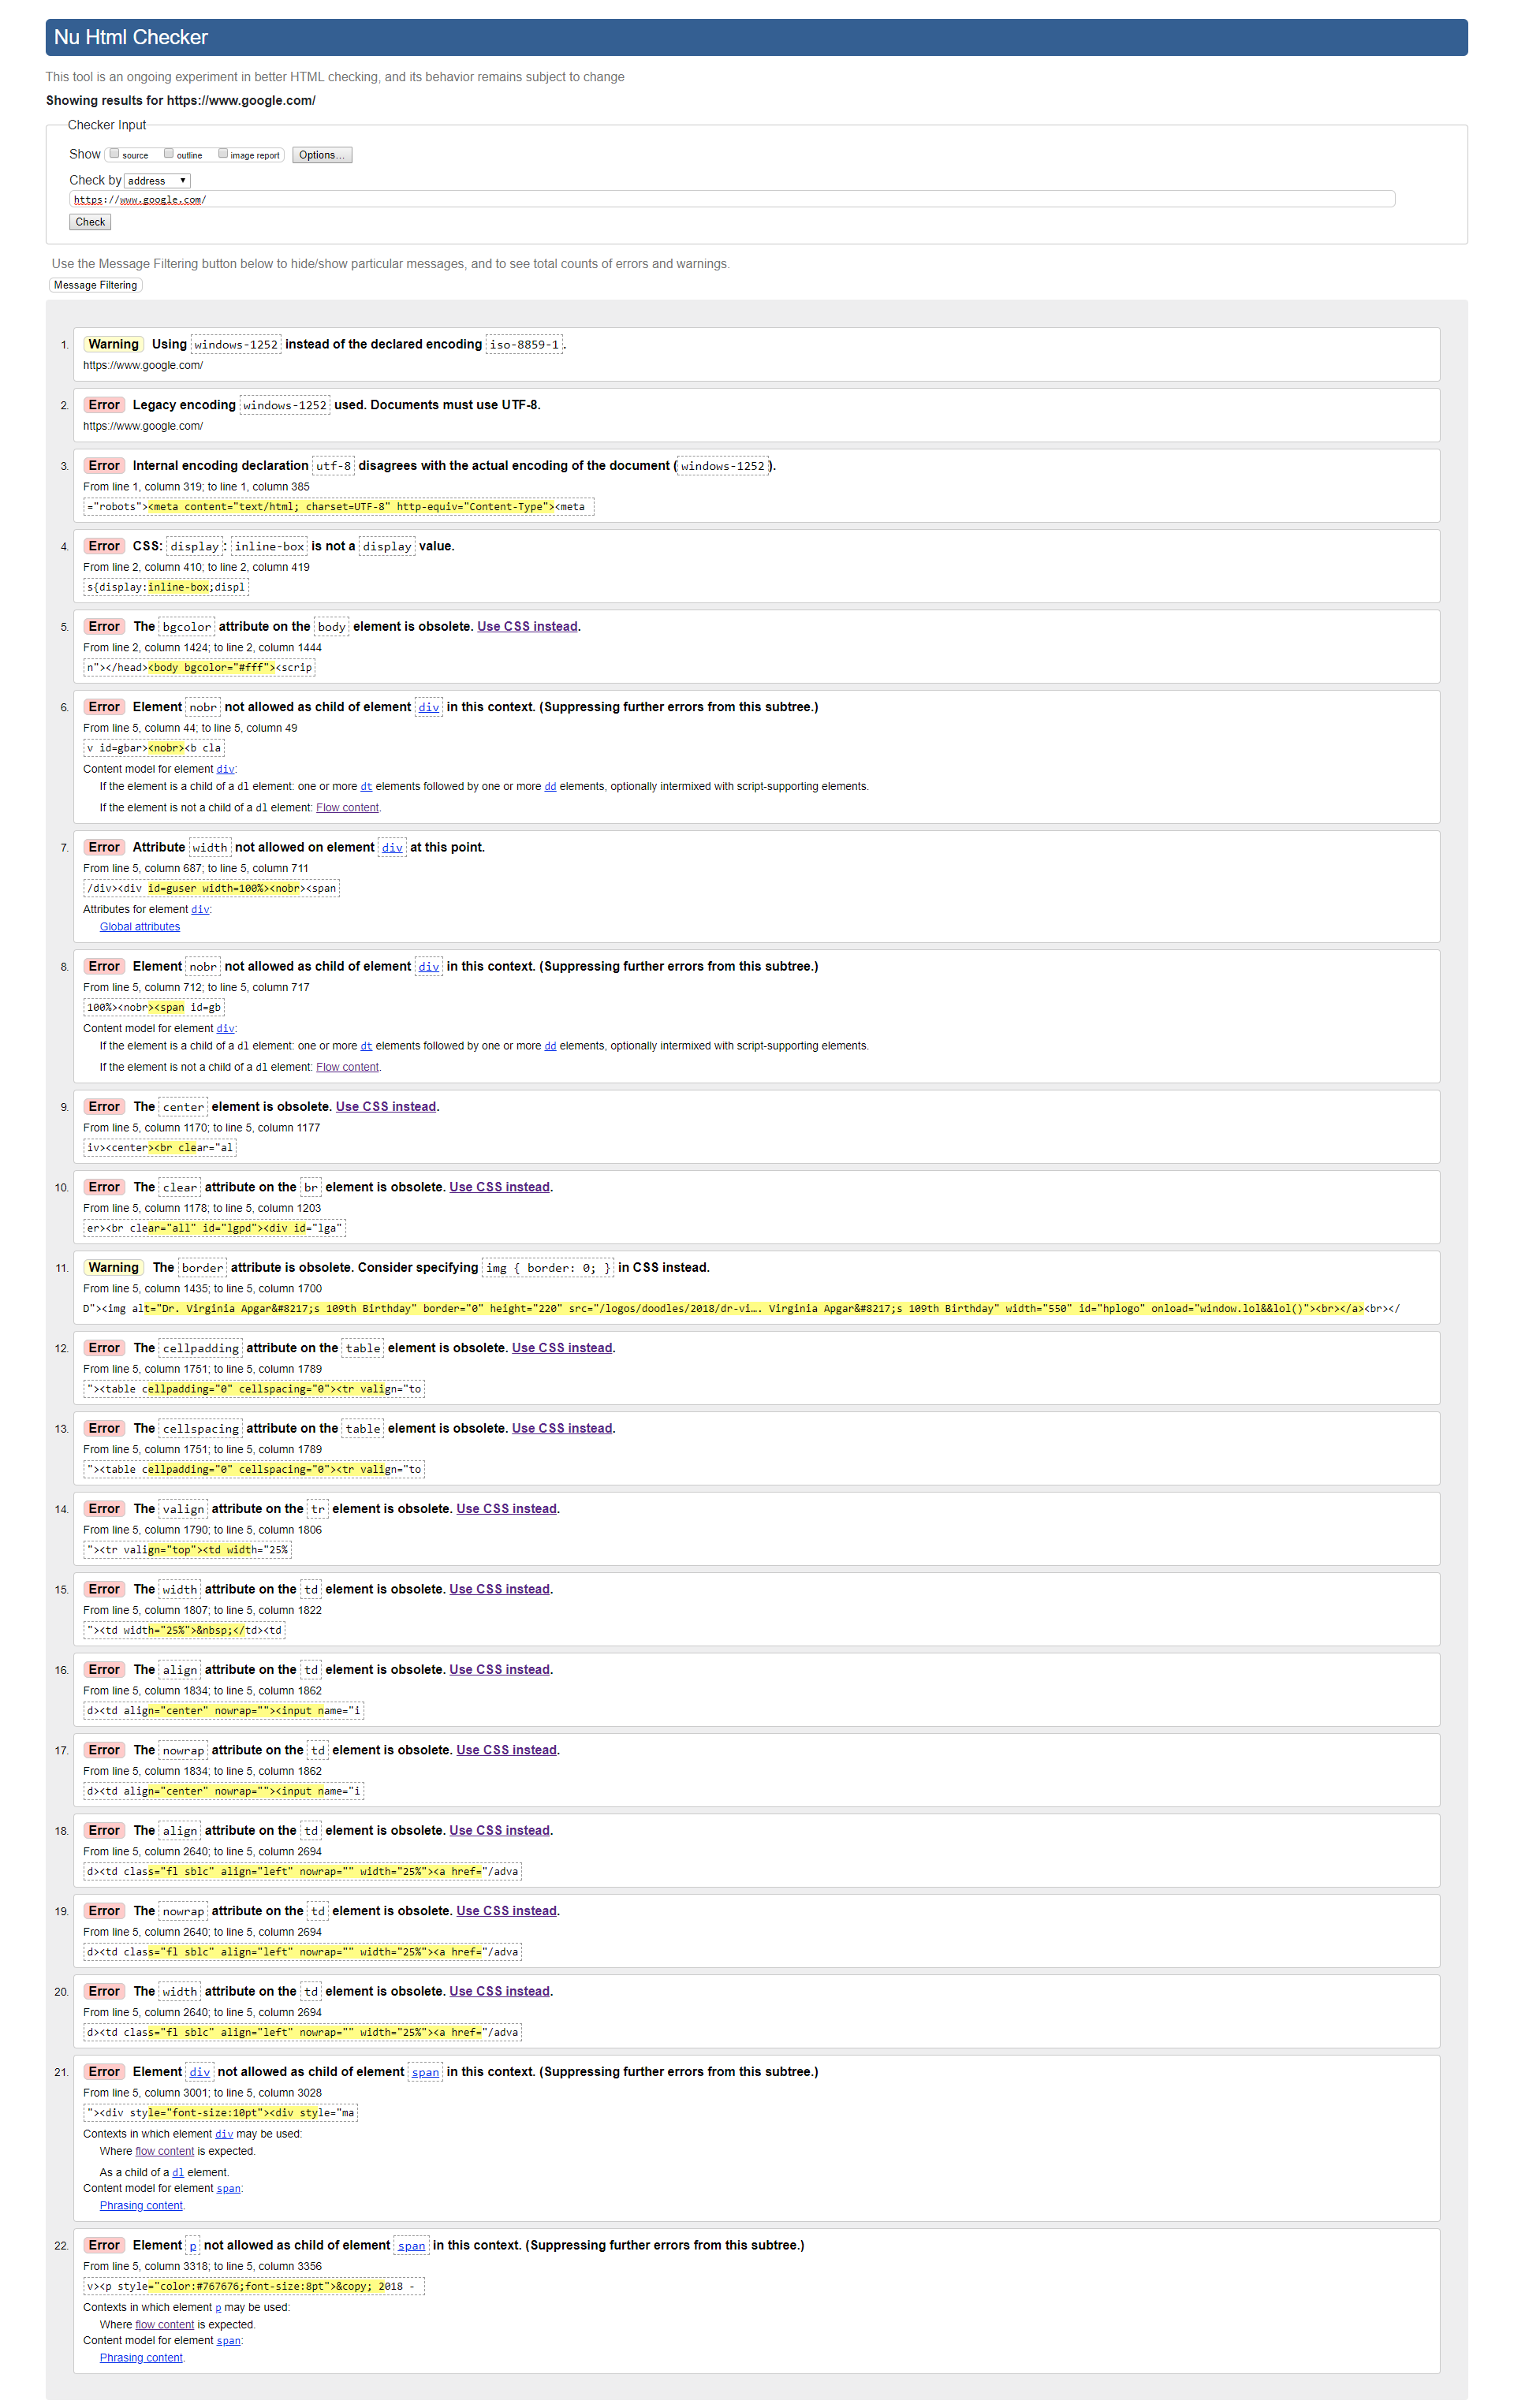 Nu Html Checker
This tool is an ongoing experiment in better HTML checking, and its behavior remains subject to change
Showing results for https://www.google.com/
Checker Input
Show source outline image report Options...
Check by address
https://www.google.com/
Check
Use the Message Filtering button below to hide/show particular messages, and to see total counts of errors and warnings.
Message Filtering
1. Warning Using windows-1252 instead of the declared encoding iso-8859-1.
https://www.google.com/
2. Error Legacy encoding windows-1252 used. Documents must use UTF-8.
https://www.google.com/
3. Error Internal encoding declaration utf-8 disagrees with the actual encoding of the document (windows-1252).
From line 1, column 319; to line 1, column 385
="robots"><meta content="text/html; charset=UTF-8" http-equiv="Content-Type"><meta
4. Error CSS: display: inline-box is not a display value.
From line 2, column 410; to line 2, column 419
s{display:inline-box;displ
5. Error The bgcolor attribute on the body element is obsolete. Use CSS instead.
From line 2, column 1424; to line 2, column 1444
n"></head><body bgcolor="#fff"><scrip
6. Error Element nobr not allowed as child of element div in this context. (Suppressing further errors from this subtree.)
From line 5, column 44; to line 5, column 49
v id=gbar><nobr><b cla
Content model for element div:
If the element is a child of a dl element: one or more dt elements followed by one or more dd elements, optionally intermixed with script-supporting elements.
If the element is not a child of a dl element: Flow content.
7. Error Attribute width not allowed on element div at this point.
From line 5, column 687; to line 5, column 711
/div><div id=guser width=100%><nobr><span
Attributes for element div:
Global attributes
8. Error Element nobr not allowed as child of element div in this context. (Suppressing further errors from this subtree.)
From line 5, column 712; to line 5, column 717
100%><nobr><span id=gb
Content model for element div:
If the element is a child of a dl element: one or more dt elements followed by one or more dd elements, optionally intermixed with script-supporting elements.
If the element is not a child of a dl element: Flow content.
9. Error The center element is obsolete. Use CSS instead.
From line 5, column 1170; to line 5, column 1177
iv><center><br clear="al
10. Error The clear attribute on the br element is obsolete. Use CSS instead.
From line 5, column 1178; to line 5, column 1203
er><br clear="all" id="lgpd"><div id="lga"
11. Warning The border attribute is obsolete. Consider specifying img { border: 0; } in CSS instead.
From line 5, column 1435; to line 5, column 1700
D"><img alt="Dr. Virginia Apgar&#8217;s 109th Birthday" border="0" height="220" src="/logos/doodles/2018/dr-vi…. Virginia Apgar&#8217;s 109th Birthday" width="550" id="hplogo" onload="window.lol&&lol()"><br></a><br></
12. Error The cellpadding attribute on the table element is obsolete. Use CSS instead.
From line 5, column 1751; to line 5, column 1789
"><table cellpadding="0" cellspacing="0"><tr valign="to
13. Error The cellspacing attribute on the table element is obsolete. Use CSS instead.
From line 5, column 1751; to line 5, column 1789
"><table cellpadding="0" cellspacing="0"><tr valign="to
14. Error The valign attribute on the tr element is obsolete. Use CSS instead.
From line 5, column 1790; to line 5, column 1806
"><tr valign="top"><td width="25%
15. Error The width attribute on the td element is obsolete. Use CSS instead.
From line 5, column 1807; to line 5, column 1822
"><td width="25%">&nbsp;</td><td
16. Error The align attribute on the td element is obsolete. Use CSS instead.
From line 5, column 1834; to line 5, column 1862
d><td align="center" nowrap=""><input name="i
17. Error The nowrap attribute on the td element is obsolete. Use CSS instead.
From line 5, column 1834; to line 5, column 1862
d><td align="center" nowrap=""><input name="i
18. Error The align attribute on the td element is obsolete. Use CSS instead.
From line 5, column 2640; to line 5, column 2694
d><td class="fl sblc" align="left" nowrap="" width="25%"><a href="/adva
19. Error The nowrap attribute on the td element is obsolete. Use CSS instead.
From line 5, column 2640; to line 5, column 2694
d><td class="fl sblc" align="left" nowrap="" width="25%"><a href="/adva
20. Error The width attribute on the td element is obsolete. Use CSS instead.
From line 5, column 2640; to line 5, column 2694
d><td class="fl sblc" align="left" nowrap="" width="25%"><a href="/adva
21. Error Element div not allowed as child of element span in this context. (Suppressing further errors from this subtree.)
From line 5, column 3001; to line 5, column 3028
"><div style="font-size:10pt"><div style="ma
Contexts in which element div may be used:
Where flow content is expected.
As a child of a dl element.
Content model for element span:
Phrasing content.
22. Error Element p not allowed as child of element span in this context. (Suppressing further errors from this subtree.)
From line 5, column 3318; to line 5, column 3356
v><p style="color:#767676;font-size:8pt">&copy; 2018 -
Contexts in which element p may be used:
Where flow content is expected.
Content model for element span:
Phrasing content.